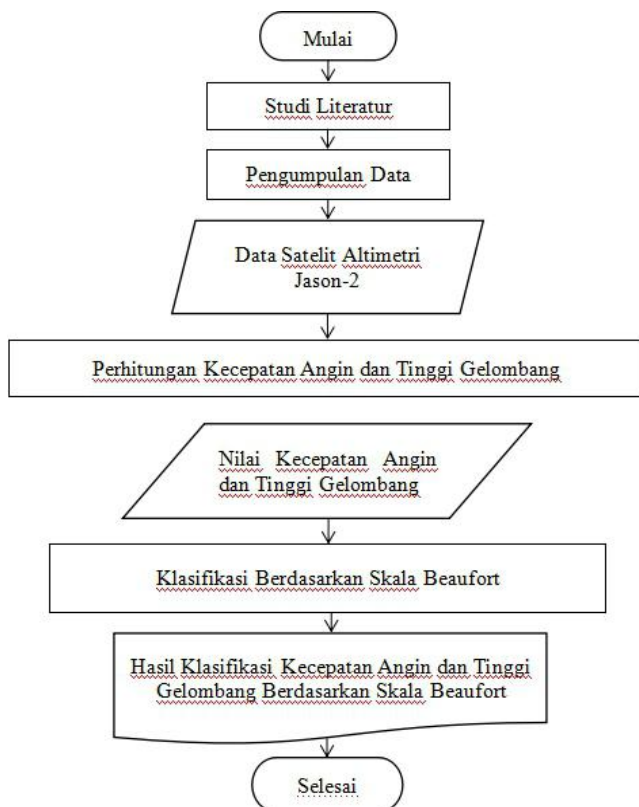 Mulai
Studi Literatur
Pengumpulan Data
Data Satelit Altimetri
Jason-2
Perhitungan Kecepatan Angin dan Tinggi Gelombang
Nilai Kecepatan Angin
dan Tinggi Gelombang
Klasifikasi Berdasarkan Skala Beaufort
Hasil Klasifikasi Kecepatan Angin dan Tinggi
Gelombang Berdasarkan Skala Beaufort
Selesai